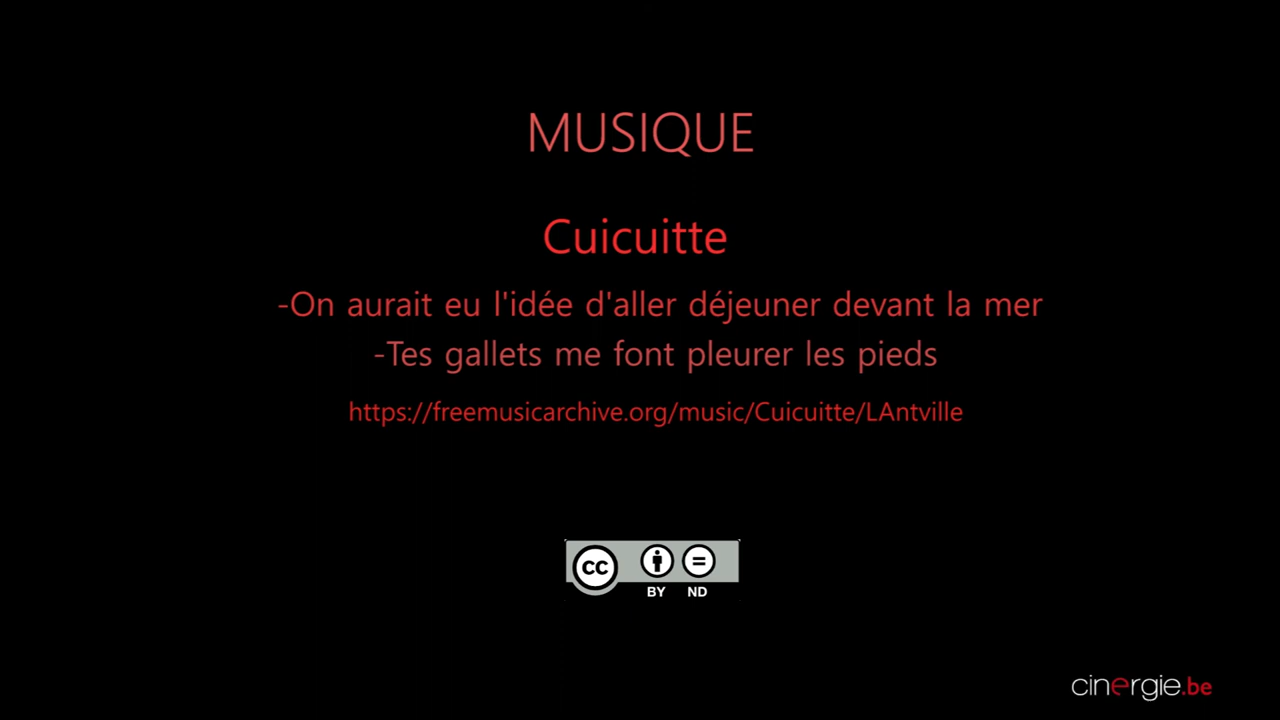 MUSIQUE
Cuicuitte
-On aurait eu l'idée d'aller déjeuner devant la mer
-Tes gallets me font pleurer les pieds
https://freemusicarchive.org/music/Cuicuitte/LAntville
CC BY ND
cinergie.be